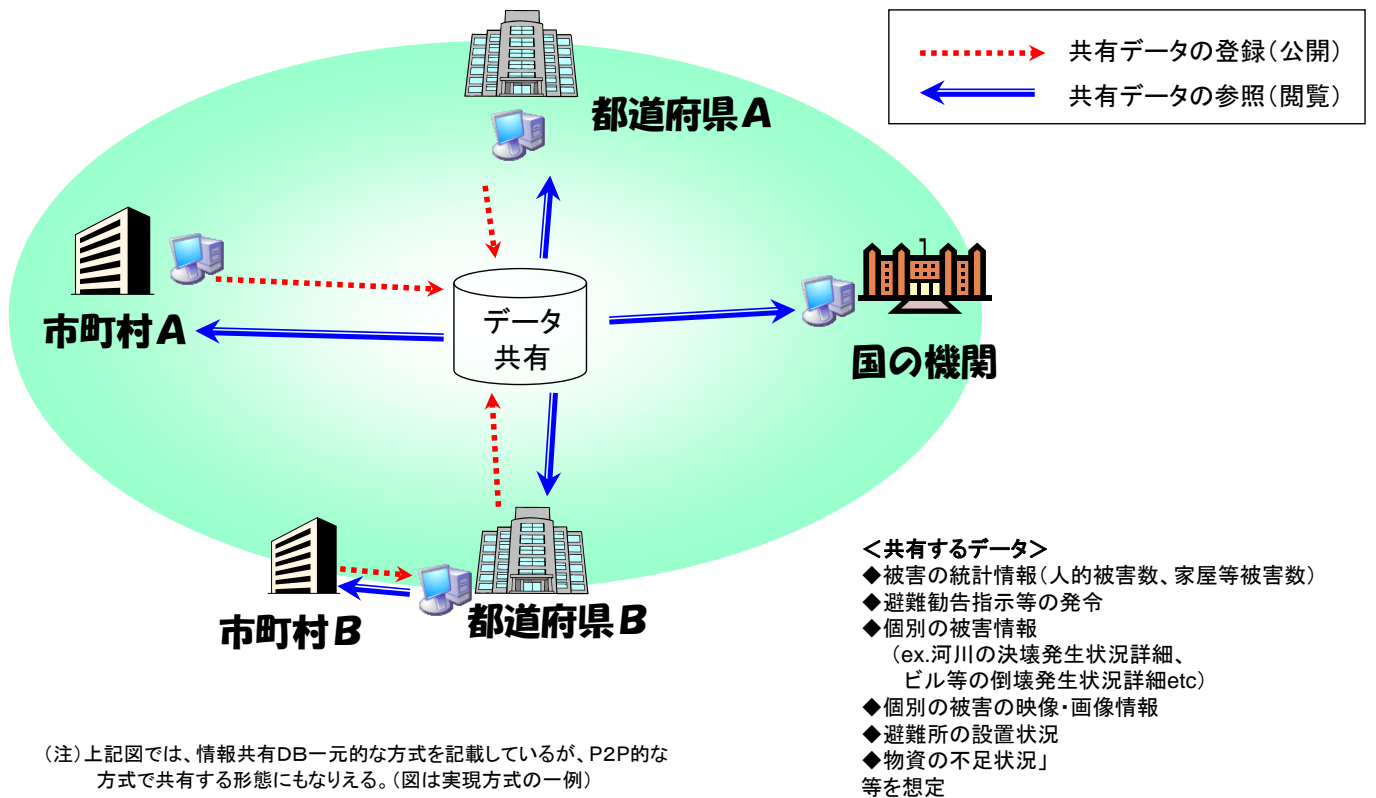 共有データの登録（公開）
共有データの参照（閲覧）
都道府県A
市町村A
データ
共有
国の機関
市町村B
都道府県B
＜共有するデータ＞
◆被害の統計情報（人的被害数、家屋等被害数）
◆避難勧告指示等の発令
◆個別の被害情報
（ex.河川の決壊発生状況詳細、
ビル等の倒壊発生状況詳細etc）
◆個別の被害の映像・画像情報
◆避難所の設置状況
◆物資の不足状況」
等を想定
（注）上記図では、情報共有DB一元的な方式を記載しているが、P2P的な
方式で共有する形態にもなりえる。（図は実現方式の一例）